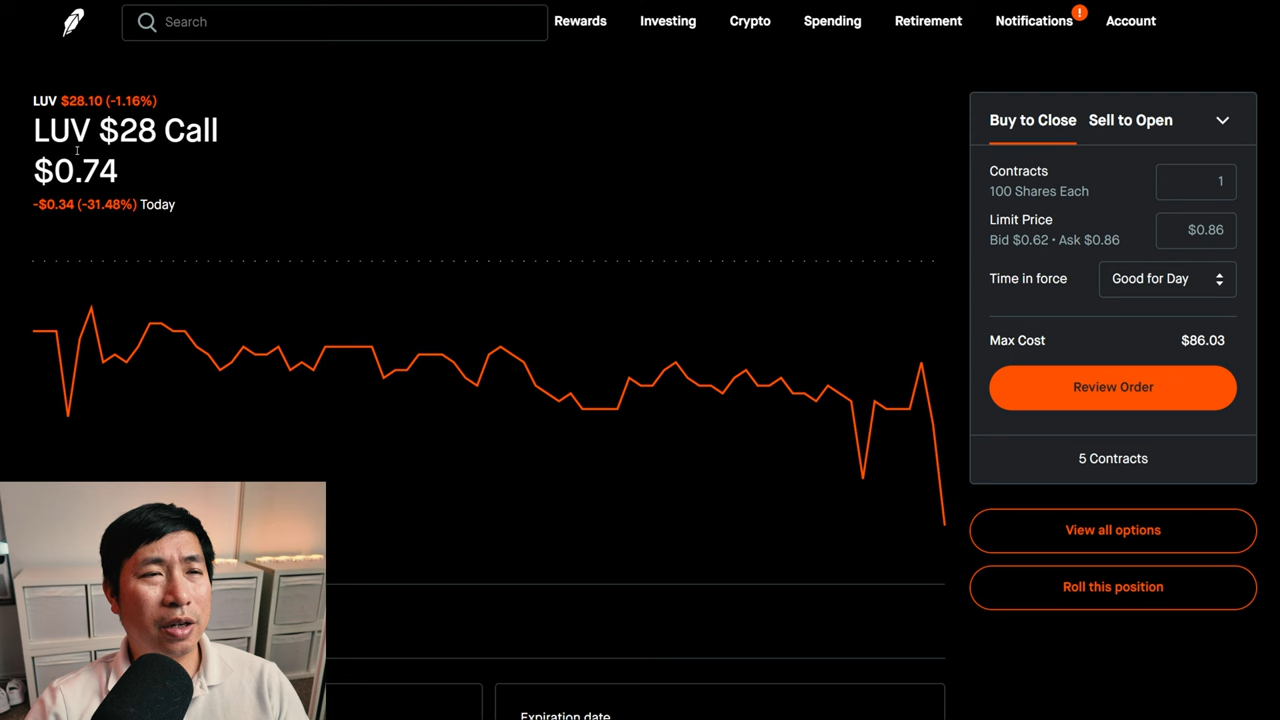 Search
Rewards
Investing
Crypto
Spending
Retirement
Notifications
!
Account
LUV $28.10 (-1.16%)
LUV $28 Call
$0.74
-$0.34 (-31.48%) Today
Buy to Close
Sell to Open
Contracts
100 Shares Each
1
Limit Price
Bid $0.62 • Ask $0.86
$0.86
Time in force
Good for Day
Max Cost
$86.03
Review Order
5 Contracts
View all options
Roll this position
Expiration date